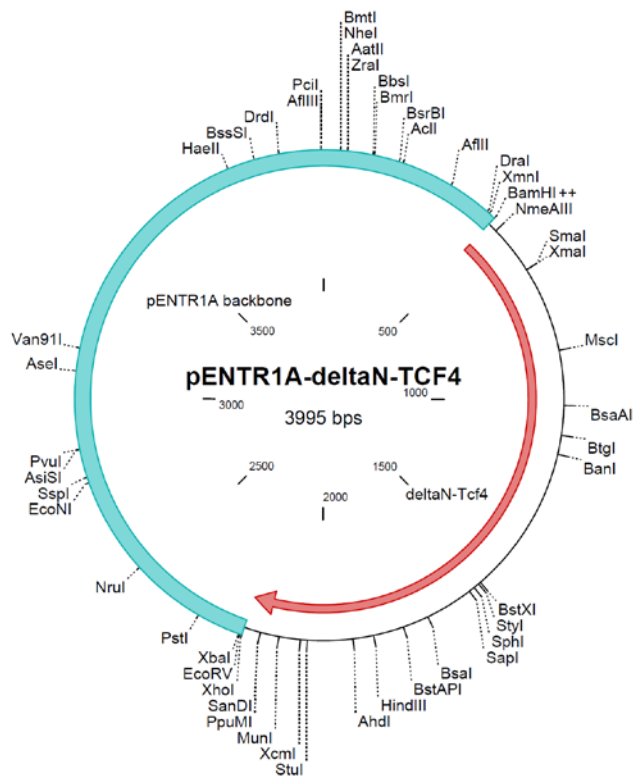 BmtI
NheI
AatII
ZraI
PciI
AflIII
BbsI
BmrI
DrdI
BssSI
HaeII
BsrBI
AclI
AflII
DraI
XmnI
BamHI ++
NmeAIII
SmaI
XmaI
pENTR1A backbone
3500
500
Van91I
AseI
MscI
pENTR1A-deltaN-TCF4
3000
1000
3995 bps
BsaAI
BtgI
BanI
PvuI
AsiSI
SspI
EcoNI
2500
1500
deltaN-Tcf4
2000
NruI
PstI
BstXI
StyI
SphI
SapI
XbaI
EcoRV
XhoI
SanDI
PpuMI
MunI
XcmI
StuI
BsaI
BstAPI
HindIII
AhdI